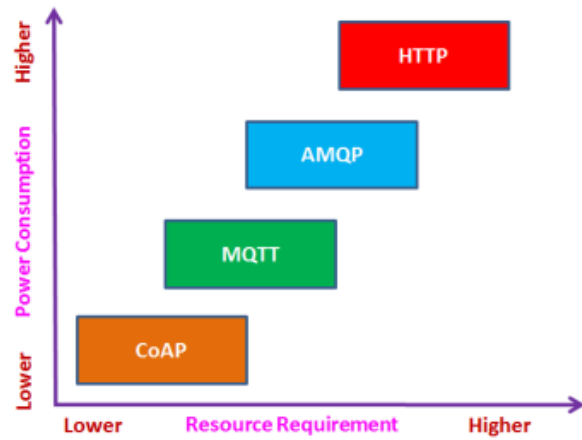 Higher
HTTP
Power Consumption
AMQP
MQTT
CoAP
Lower
Lower Resource Requirement Higher